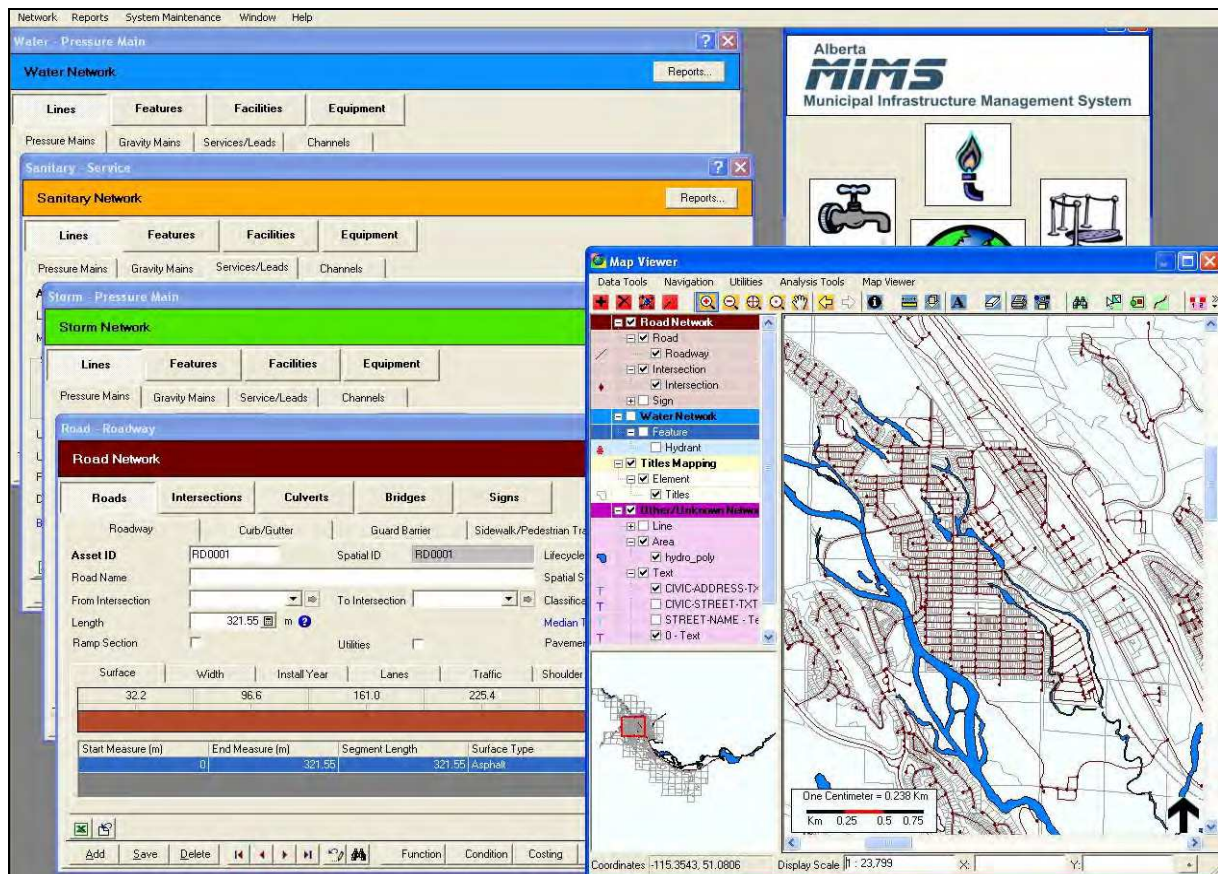 Network Reports System Maintenance Window Help
Water - Pressure Main
Water Network Reports...
Lines Features Facilities Equipment
Pressure Mains Gravity Mains Services/Leads Channels
Sanitary - Service
Sanitary Network Reports...
Lines Features Facilities Equipment
Pressure Mains Gravity Mains Services/Leads Channels
Storm - Pressure Main
Storm Network
Lines Features Facilities Equipment
Pressure Mains Gravity Mains Service/Leads Channels
Road - Roadway
Road Network
Roads Intersections Culverts Bridges Signs
Roadway Curb/Gutter Guard Barrier Sidewalk/Pedestrian Tra
Asset ID RD0001 Spatial ID RD0001 Lifecycle
Road Name Spatial S
From Intersection To Intersection Classifica
Length 321.55 m Median T
Ramp Section Utilities Pavemen
Surface Width Install Year Lanes Traffic Shoulder
32.2 96.6 161.0 225.4
Start Measure (m) End Measure (m) Segment Length Surface Type
0 321.55 321.55 Asphalt
Add Save Delete Function Condition Costing
Alberta
MIMS
Municipal Infrastructure Management System
Map Viewer
Data Tools Navigation Utilities Analysis Tools Map Viewer
Road Network
Road
Roadway
Intersection
Intersection
Sign
Water Network
Feature
Hydrant
Titles Mapping
Element
Titles
Other/Unknown Netwo
Line
Area
hydro_poly
Text
CIVIC-ADDRESS-TX
CIVIC-STREET-TXT
STREET-NAME - Te
0 - Text
One Centimeter = 0.238 Km
Km 0.25 0.5 0.75
Coordinates -115.3543, 51.0806 Display Scale 1 : 23,799 X: Y: